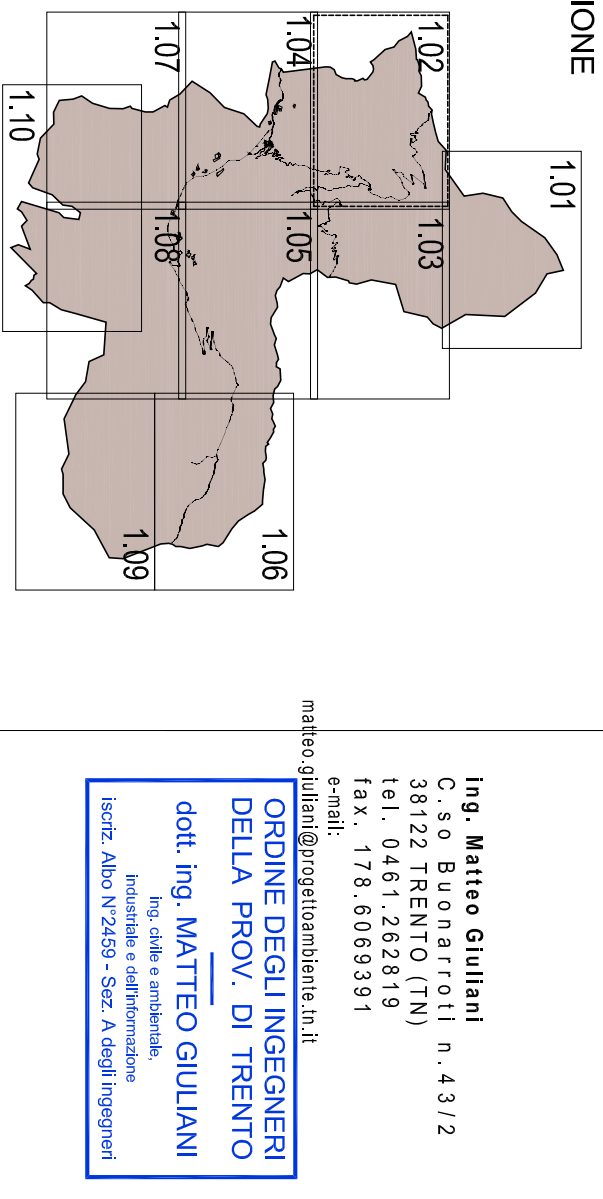 IONE
1.01
1.02
1.03
1.04
1.05
1.06
1.07
1.08
1.09
1.10
ing. Matteo Giuliani
C.so Buonarroti n.43/2
38122 TRENTO (TN)
tel. 0461.262819
fax. 178.6069391
e-mail:
matteo.giuliani@progettoambiente.tn.it
ORDINE DEGLI INGEGNERI
DELLA PROV. DI TRENTO
dott. ing. MATTEO GIULIANI
ing. civile e ambientale,
industriale e dell'informazione
iscriz. Albo N°2459 - Sez. A degli ingegneri